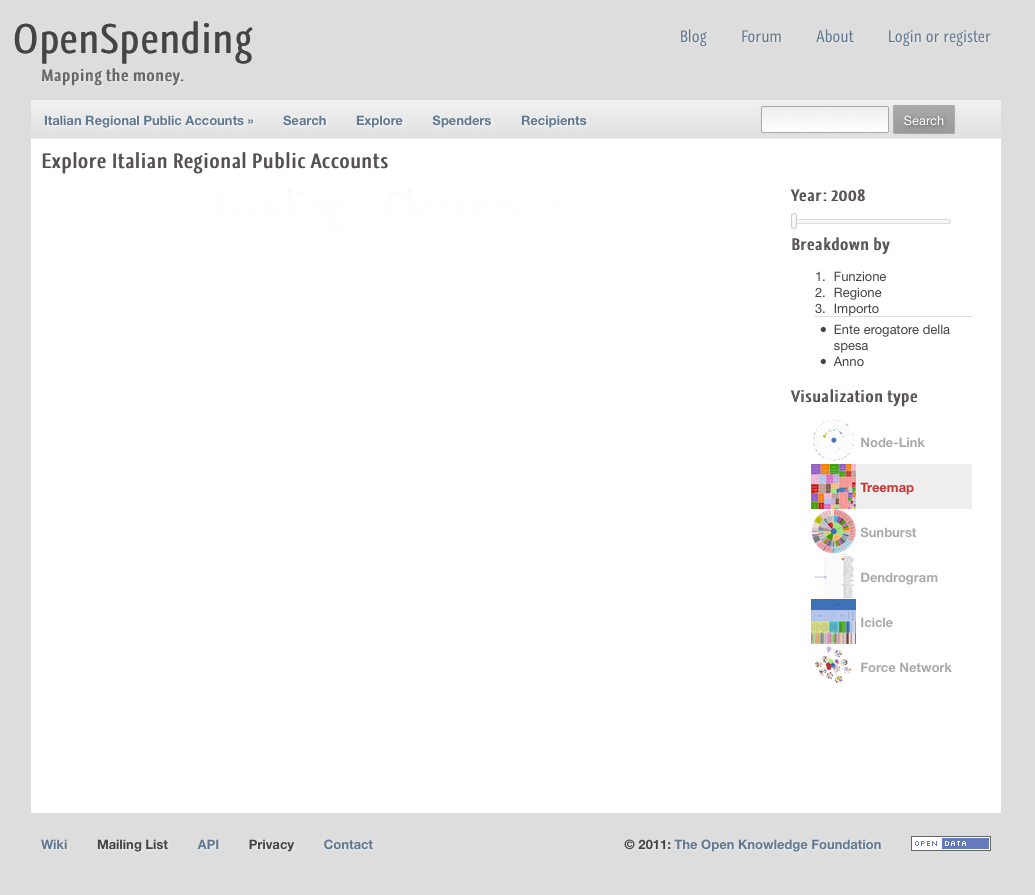 OpenSpending
Mapping the money.
Blog Forum About Login or register
Italian Regional Public Accounts » Search Explore Spenders Recipients Search
Explore Italian Regional Public Accounts
Year: 2008
Breakdown by
1. Funzione
2. Regione
3. Importo
• Ente erogatore della
spesa
• Anno
Visualization type
Node-Link
Treemap
Sunburst
Dendrogram
Icicle
Force Network
Wiki Mailing List API Privacy Contact © 2011: The Open Knowledge Foundation OPEN DATA